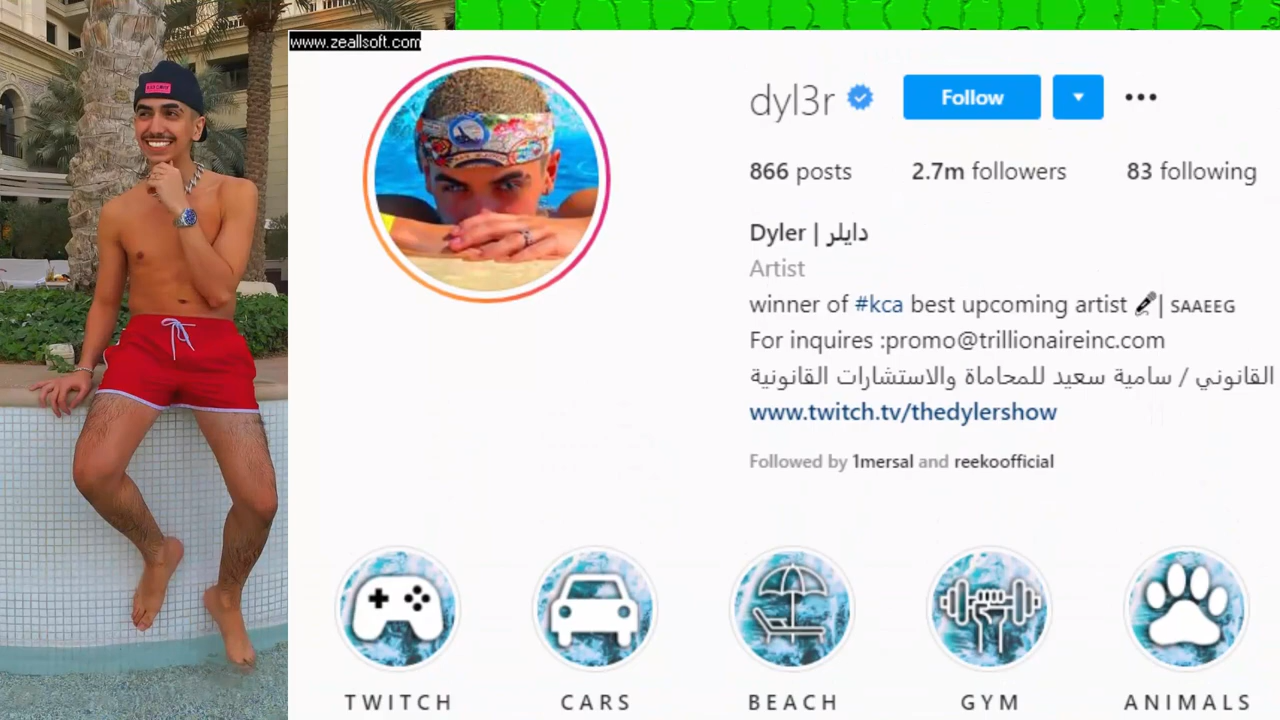 www.zeallsoft.com
dyl3r Follow
866 posts 2.7m followers 83 following
Dyler | دايلر
Artist
winner of #kca best upcoming artist 🎤| SAAEEG
For inquires :promo@trillionaireinc.com
القانوني / سامية سعيد للمحاماة والاستشارات القانونية
www.twitch.tv/thedylershow
Followed by 1mersal and reekoofficial
TWITCH CARS BEACH GYM ANIMALS